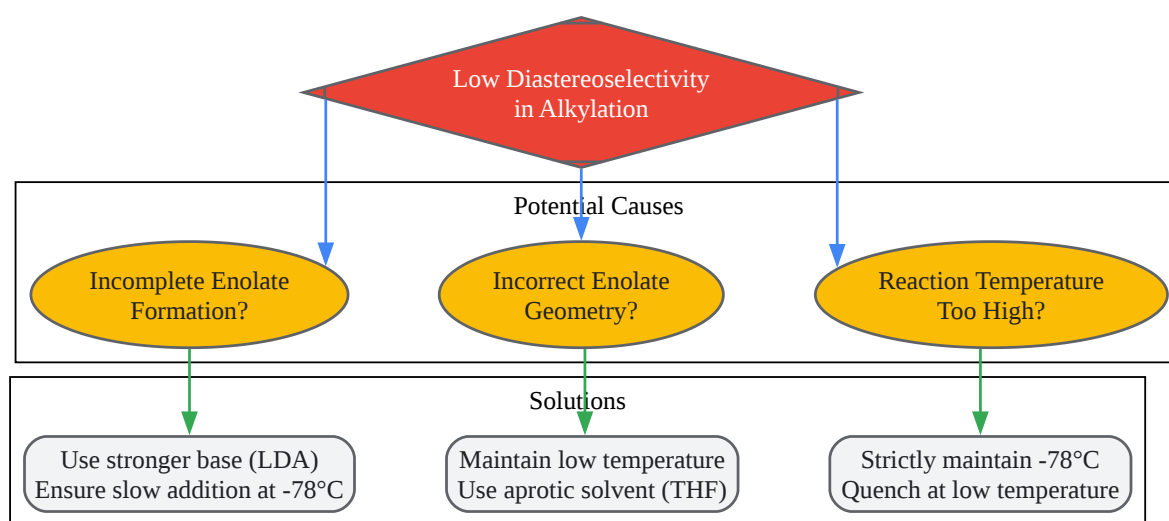 Low Diastereoselectivity
in Alkylation
Potential Causes
Incomplete Enolate
Formation?
Incorrect Enolate
Geometry?
Reaction Temperature
Too High?
Solutions
Use stronger base (LDA)
Ensure slow addition at -78°C
Maintain low temperature
Use aprotic solvent (THF)
Strictly maintain -78°C
Quench at low temperature